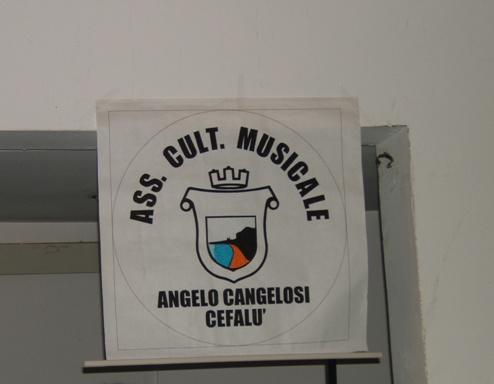 ASS. CULT. MUSICALE
ANGELO CANGELOSI
CEFALU'